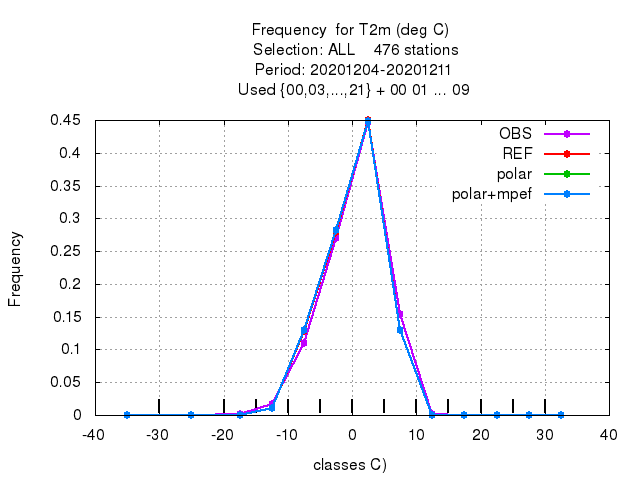 Frequency  for T2m (deg C)
Selection: ALL    476 stations
Period: 20201204-20201211
Used {00,03,...,21} + 00 01 ... 09
OBS
REF
polar
polar+mpef
Frequency
0.45
0.4
0.35
0.3
0.25
0.2
0.15
0.1
0.05
0
-40 -30 -20 -10 0 10 20 30 40
classes C)